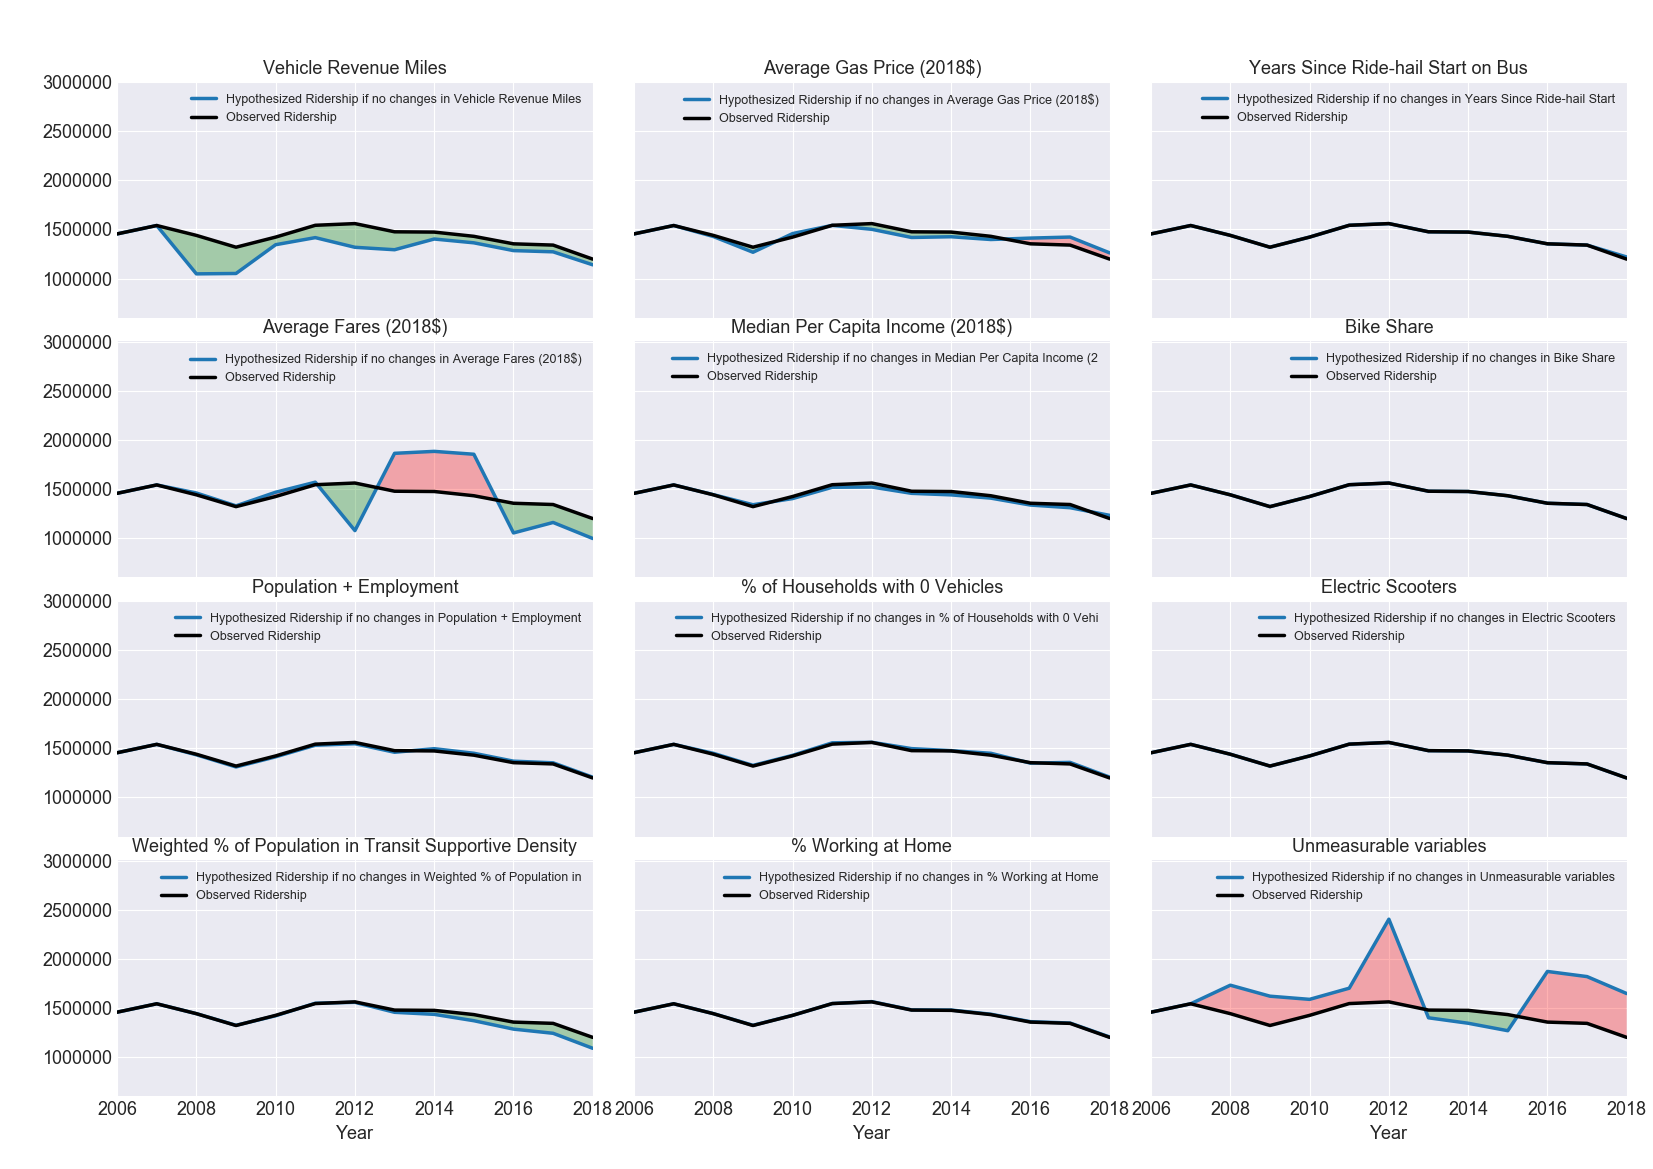 Vehicle Revenue Miles
Average Gas Price (2018$)
Years Since Ride-hail Start on Bus
3000000
2500000
2000000
1500000
1000000
Hypothesized Ridership if no changes in Vehicle Revenue Miles
Observed Ridership
Hypothesized Ridership if no changes in Average Gas Price (2018$)
Observed Ridership
Hypothesized Ridership if no changes in Years Since Ride-hail Start
Observed Ridership
Average Fares (2018$)
Median Per Capita Income (2018$)
Bike Share
3000000
2500000
2000000
1500000
1000000
Hypothesized Ridership if no changes in Average Fares (2018$)
Observed Ridership
Hypothesized Ridership if no changes in Median Per Capita Income (2
Observed Ridership
Hypothesized Ridership if no changes in Bike Share
Observed Ridership
Population + Employment
% of Households with 0 Vehicles
Electric Scooters
3000000
2500000
2000000
1500000
1000000
Hypothesized Ridership if no changes in Population + Employment
Observed Ridership
Hypothesized Ridership if no changes in % of Households with 0 Vehi
Observed Ridership
Hypothesized Ridership if no changes in Electric Scooters
Observed Ridership
Weighted % of Population in Transit Supportive Density
% Working at Home
Unmeasurable variables
3000000
2500000
2000000
1500000
1000000
Hypothesized Ridership if no changes in Weighted % of Population in
Observed Ridership
Hypothesized Ridership if no changes in % Working at Home
Observed Ridership
Hypothesized Ridership if no changes in Unmeasurable variables
Observed Ridership
2006 2008 2010 2012 2014 2016 2018
2006 2008 2010 2012 2014 2016 2018
2006 2008 2010 2012 2014 2016 2018
Year
Year
Year